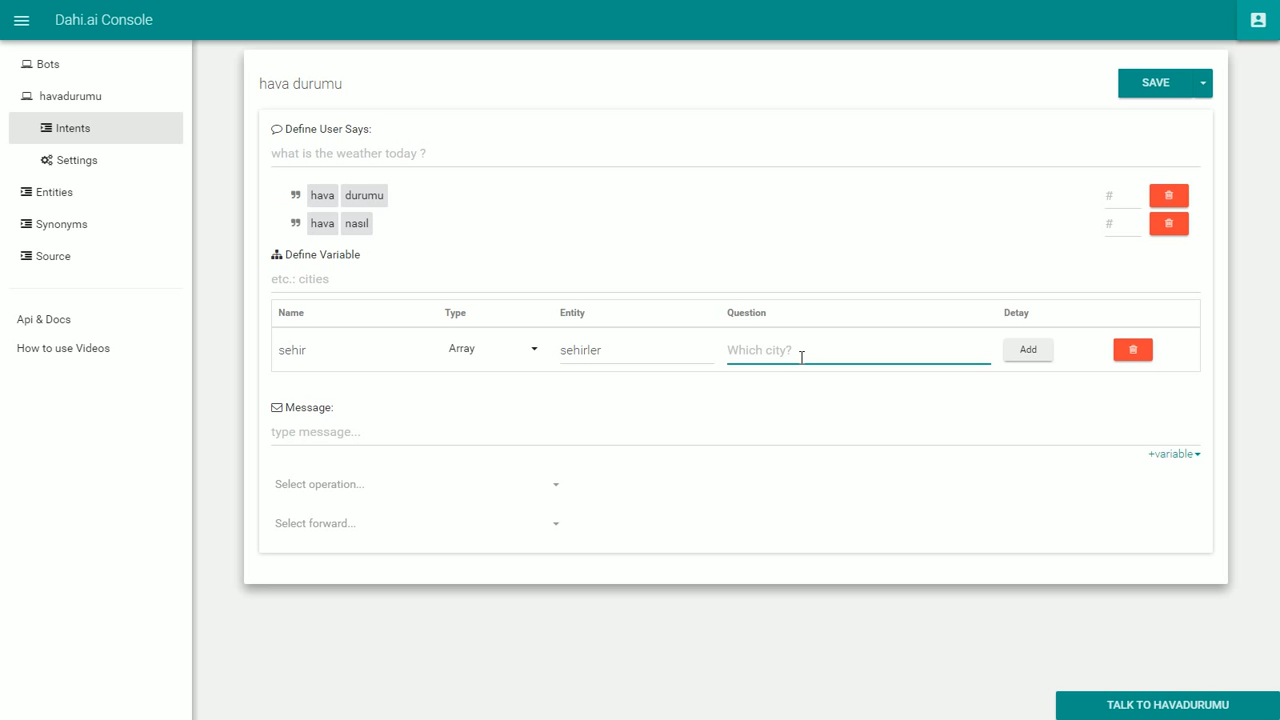 Dahi.ai Console
Bots
havadurumu
Intents
Settings
Entities
Synonyms
Source
Api & Docs
How to use Videos
hava durumu
SAVE
Define User Says:
what is the weather today ?
hava durumu #
hava nasıl #
Define Variable
etc.: cities
Name Type Entity Question Detay
sehir Array sehirler Which city? Add
Message:
type message...
+variable
Select operation...
Select forward...
TALK TO HAVADURUMU